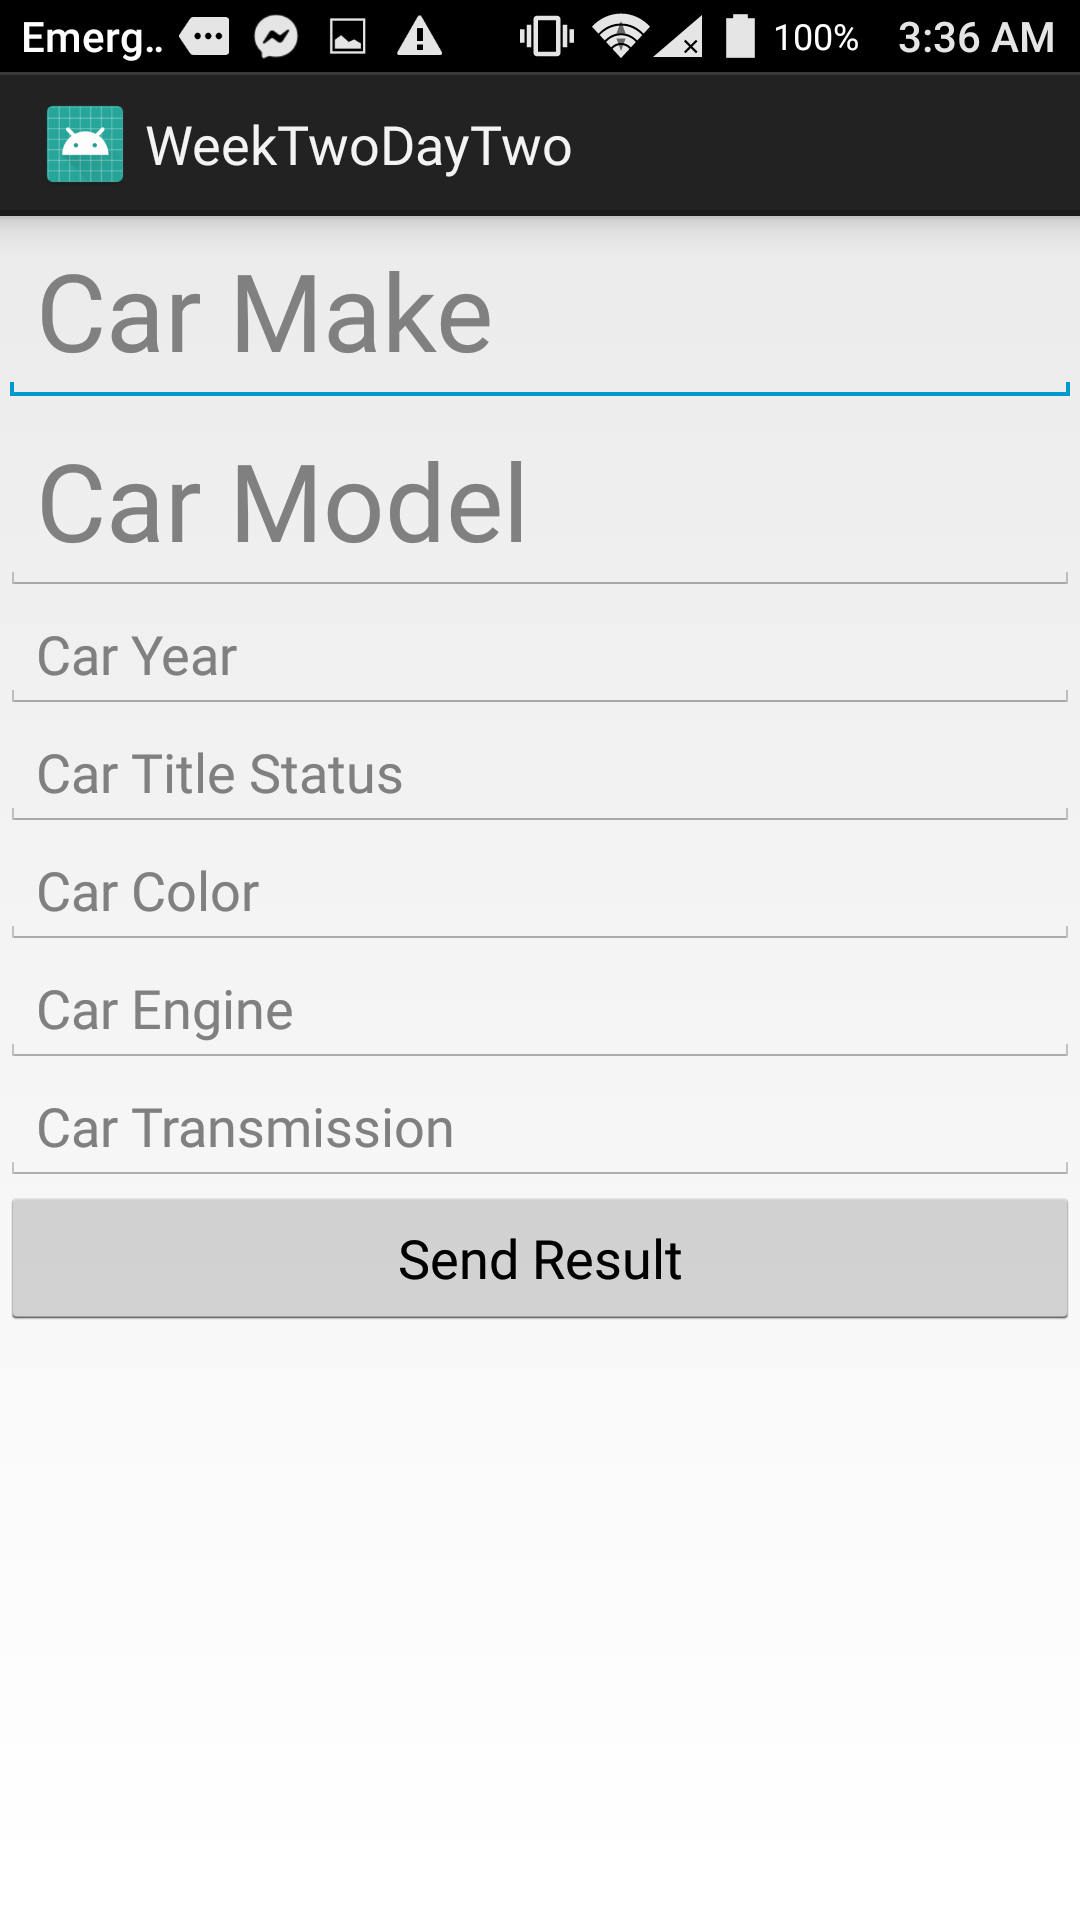 Emerg.. 100% 3:36 AM
WeekTwoDayTwo
Car Make
Car Model
Car Year
Car Title Status
Car Color
Car Engine
Car Transmission
Send Result